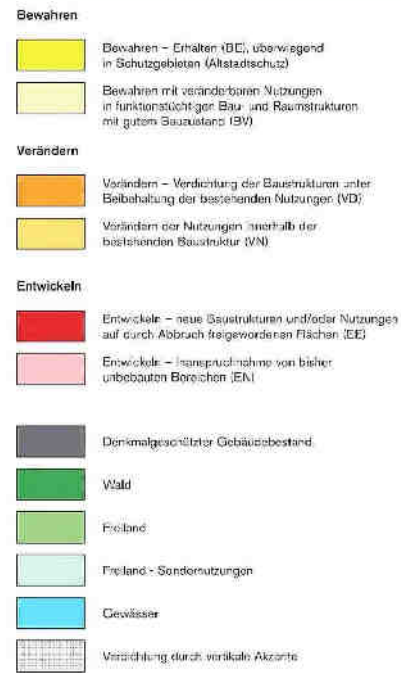 Bewahren
Bewahren – Erhalten (BE), überwiegend
in Schutzgebieten (Altstadtschutz)
Bewahren mit veränderbaren Nutzungen
in funktionstüchtigen Bau- und Raumstrukturen
mit gutem Bauzustand (BV)
Verändern
Verändern – Verdichtung der Baustrukturen unter
Beibehaltung der bestehenden Nutzungen (VD)
Verändern der Nutzungen innerhalb der
bestehenden Baustruktur (VN)
Entwickeln
Entwickeln – neue Baustrukturen und/oder Nutzungen
auf durch Abbruch freigewordenen Flächen (EE)
Entwickeln – Inanspruchnahme von bisher
unbebauten Bereichen (EN)
Denkmalgeschützter Gebäudebestand
Wald
Freiland
Freiland - Sondernutzungen
Gewässer
Verdichtung durch vertikale Akzente